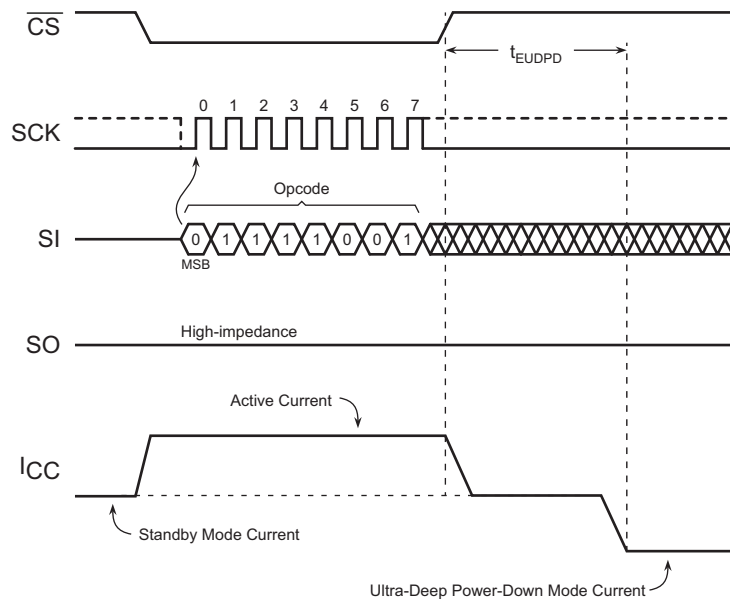 CS
tEUDPD
0 1 2 3 4 5 6 7
SCK
Opcode
SI
0 1 1 1 1 0 0 1
MSB
High-impedance
SO
Active Current
ICC
Standby Mode Current
Ultra-Deep Power-Down Mode Current